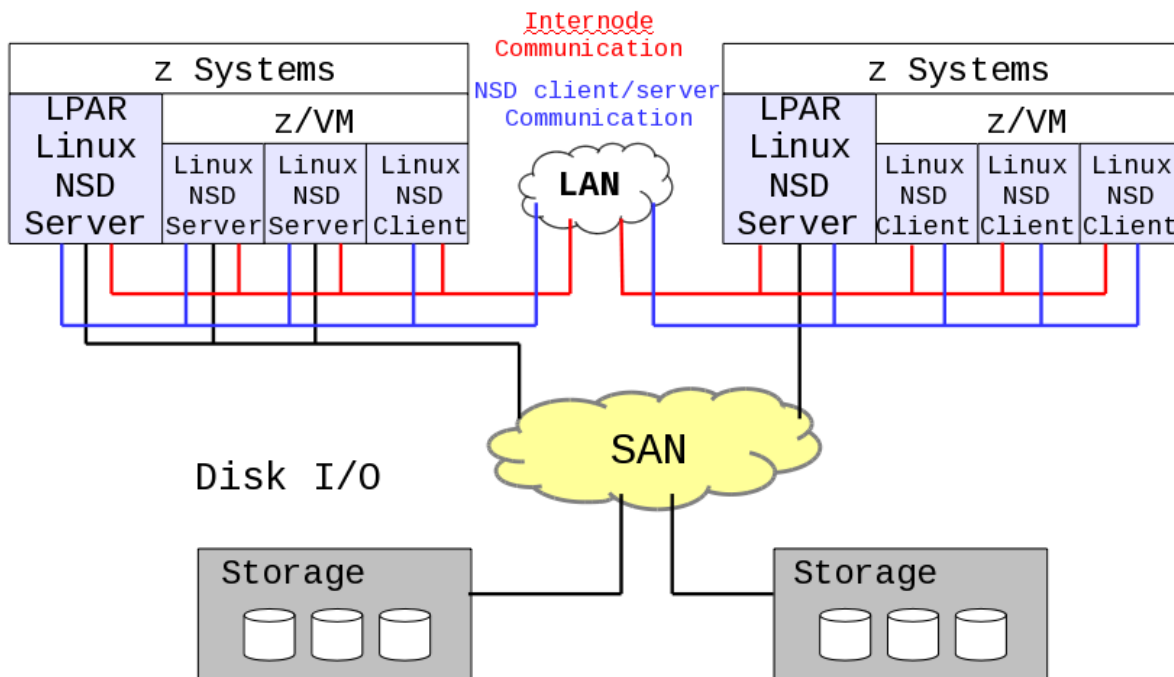 Internode
Communication
NSD client/server
Communication
z Systems
LPAR
Linux
NSD
Server
z/VM
Linux
NSD
Server
Linux
NSD
Server
Linux
NSD
Client
LAN
z Systems
LPAR
Linux
NSD
Server
z/VM
Linux
NSD
Client
Linux
NSD
Client
Linux
NSD
Client
SAN
Disk I/O
Storage
Storage